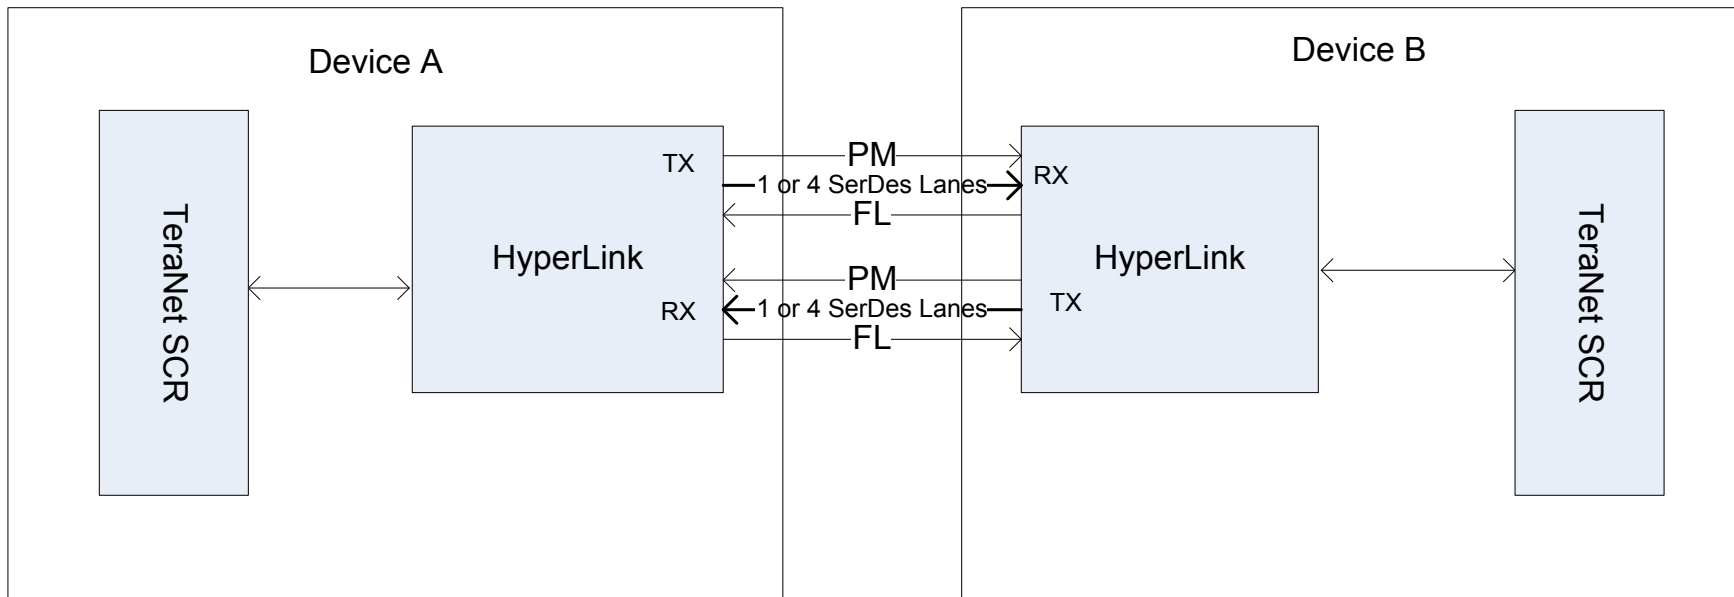 Device A
Device B
TeraNet SCR
HyperLink
TX
RX
PM
1 or 4 SerDes Lanes
FL
PM
1 or 4 SerDes Lanes
FL
RX
HyperLink
TX
TeraNet SCR